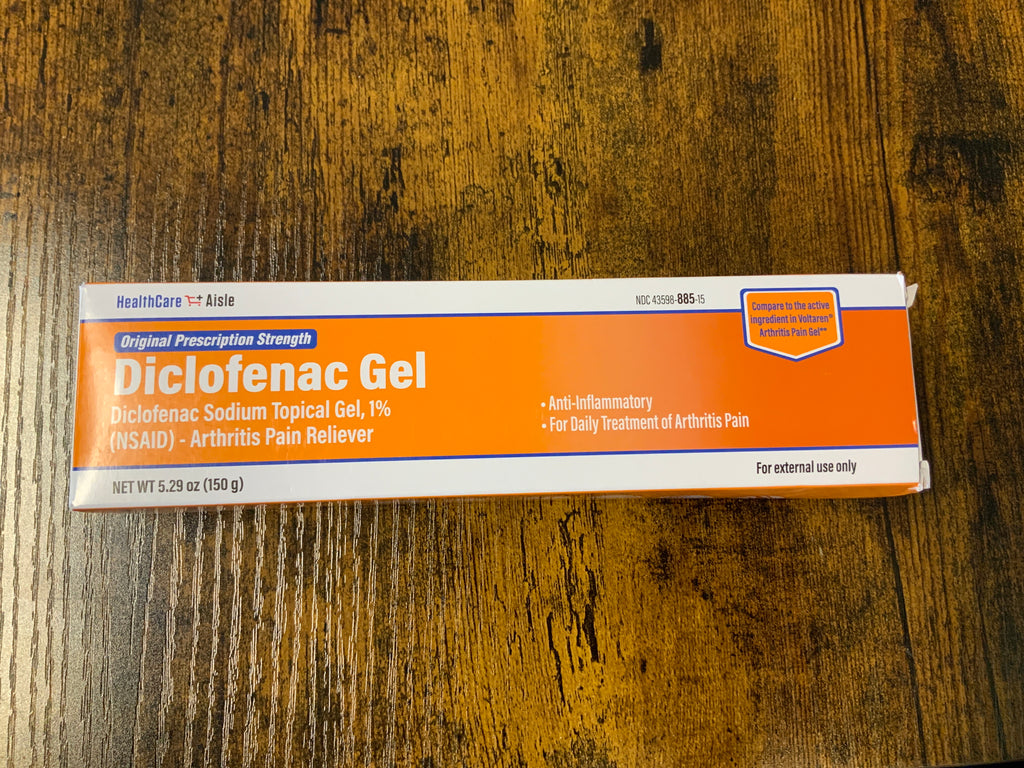 HealthCare Aisle
NDC 43598-885-15
Compare to the active
ingredient in Voltaren®
Arthritis Pain Gel**
Original Prescription Strength
Diclofenac Gel
Diclofenac Sodium Topical Gel, 1%
(NSAID) - Arthritis Pain Reliever
• Anti-Inflammatory
• For Daily Treatment of Arthritis Pain
NET WT 5.29 oz (150 g)
For external use only